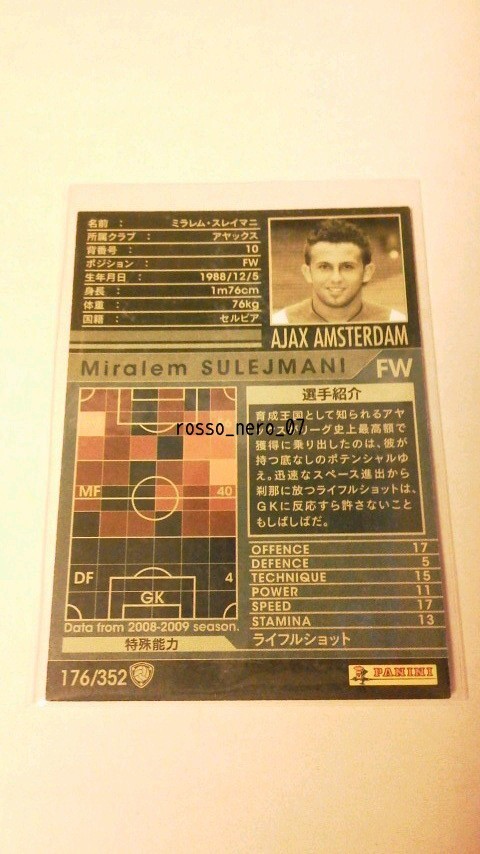 名前 : ミラレム・スレイマニ
所属クラブ : アヤックス
背番号 : 10
ポジション : FW
生年月日 : 1988/12/5
身長 : 1m76cm
体重 : 76kg
国籍 : セルビア
AJAX AMSTERDAM
Miralem SULEJMANI FW
選手紹介
育成王国として知られるアヤ
スがリーグ史上最高額で
獲得に乗り出したのは、彼が
持つ底なしのポテンシャルゆ
え。迅速なスペース進出から
刹那に放つライフルショットは、
GKに反応すら許さないこと
もしばしばだ。
rosso_nero_07
MF 40
DF 4
GK
Data from 2008-2009 season.
OFFENCE 17
DEFENCE 5
TECHNIQUE 15
POWER 11
SPEED 17
STAMINA 13
特殊能力 ライフルショット
176/352
PANINI